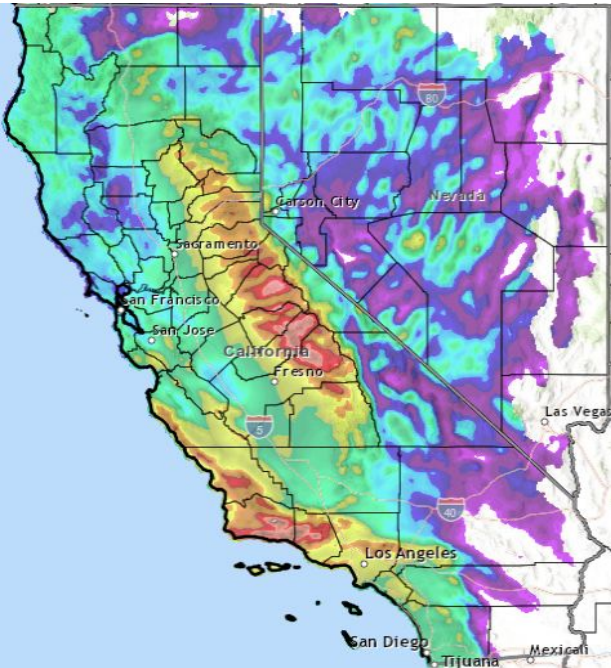 80
Nevada
Carson City
Sacramento
San Francisco
San Jose
California
Fresno
5
Las Vegas
40
Los Angeles
San Diego
Tijuana
Mexicali